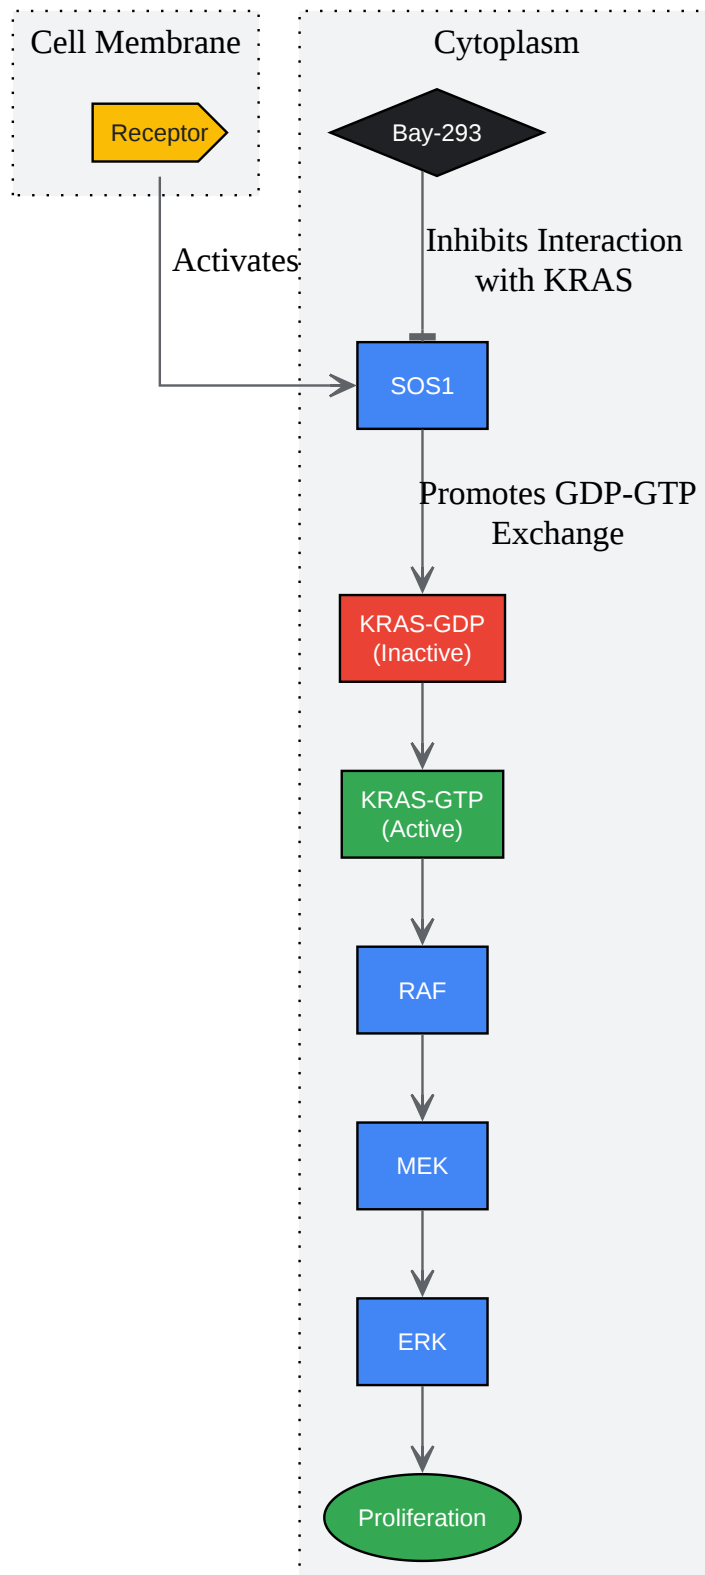 Cell Membrane
Cytoplasm
Receptor
Bay-293
Activates
Inhibits Interaction
with KRAS
SOS1
Promotes GDP-GTP
Exchange
KRAS-GDP
(Inactive)
KRAS-GTP
(Active)
RAF
MEK
ERK
Proliferation